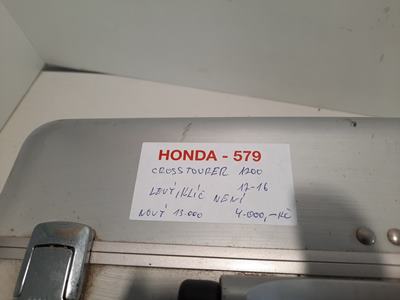 HONDA - 579
CROSSTOURER 1200
12-16
LEVÝ/KLÍČ NENÍ
NOVÝ 13.000 4.000,-Kč